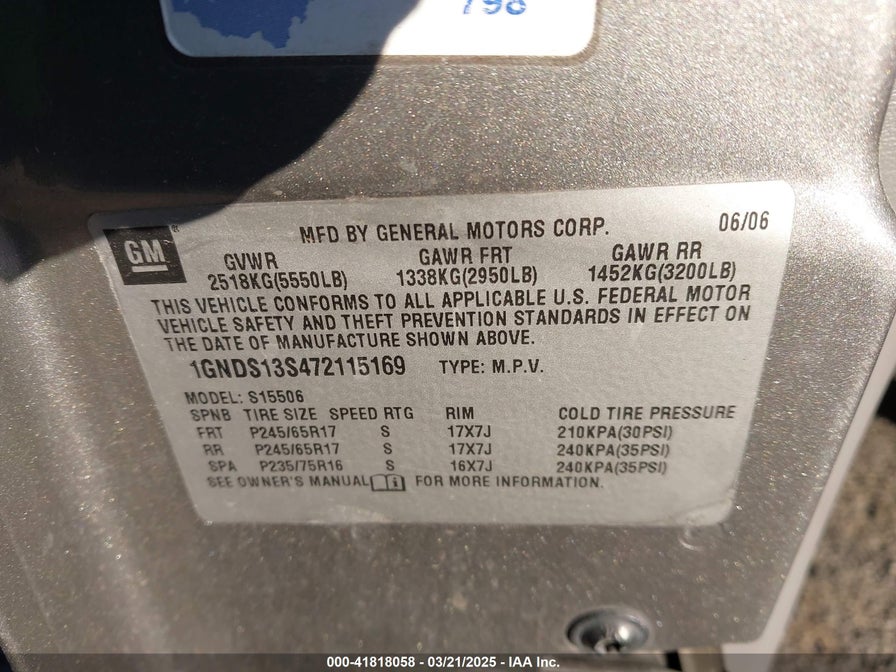 798
GM
MFD BY GENERAL MOTORS CORP. 06/06
GVWR GAWR FRT GAWR RR
2518KG(5550LB) 1338KG(2950LB) 1452KG(3200LB)
THIS VEHICLE CONFORMS TO ALL APPLICABLE U.S. FEDERAL MOTOR
VEHICLE SAFETY AND THEFT PREVENTION STANDARDS IN EFFECT ON
THE DATE OF MANUFACTURE SHOWN ABOVE.
1GNDS13S472115169 TYPE: M.P.V.
MODEL: S15506
SPNB TIRE SIZE SPEED RTG RIM COLD TIRE PRESSURE
FRT P245/65R17 S 17X7J 210KPA(30PSI)
RR P245/65R17 S 17X7J 240KPA(35PSI)
SPA P235/75R16 S 16X7J 240KPA(35PSI)
SEE OWNER'S MANUAL FOR MORE INFORMATION.
000-41818058 - 03/21/2025 - IAA Inc.